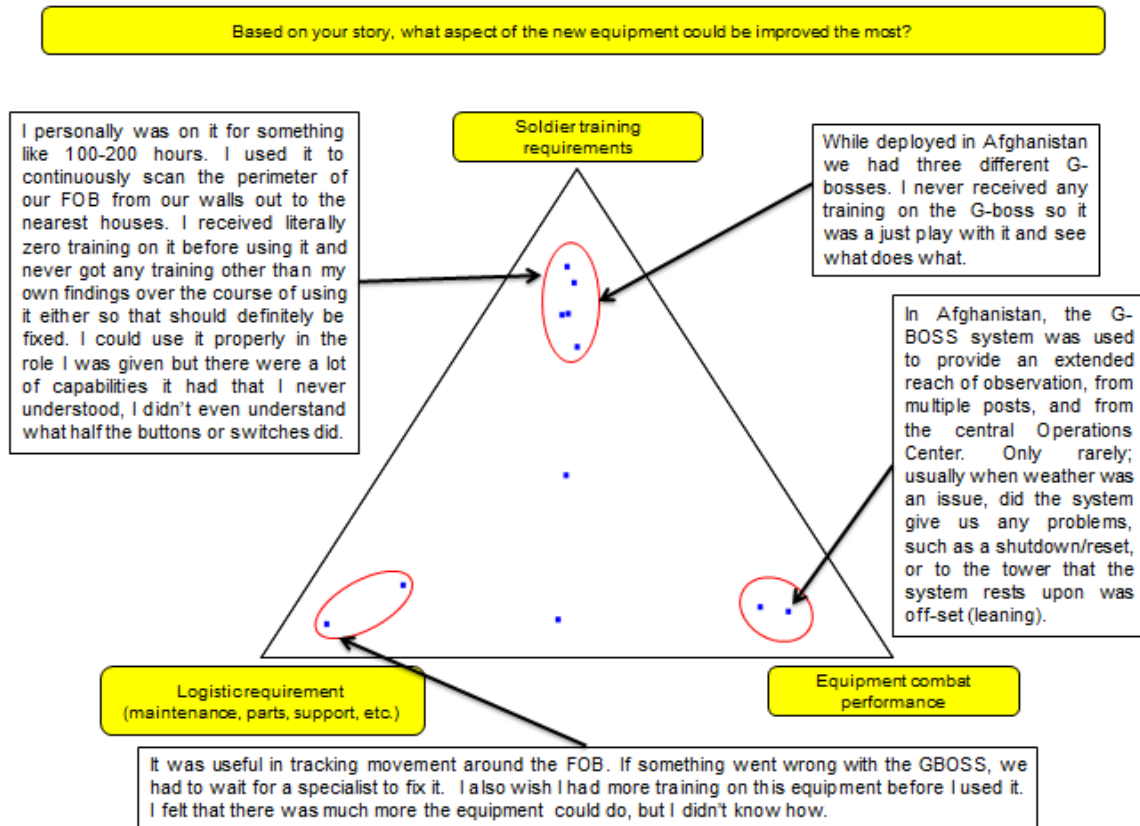 Based on your story, what aspect of the new equipment could be improved the most?
I personally was on it for something
like 100-200 hours. I used it to
continuously scan the perimeter of
our FOB from our walls out to the
nearest houses. I received literally
zero training on it before using it and
never got any training other than my
own findings over the course of using
it either so that should definitely be
fixed. I could use it properly in the
role I was given but there were a lot
of capabilities it had that I never
understood, I didn't even understand
what half the buttons or switches did.
Soldier training
requirements
While deployed in Afghanistan
we had three different G-
bosses. I never received any
training on the G-boss so it
was a just play with it and see
what does what.
In Afghanistan, the G-
BOSS system was used
to provide an extended
reach of observation, from
multiple posts, and from
the central Operations
Center. Only rarely;
usually when weather was
an issue, did the system
give us any problems,
such as a shutdown/reset,
or to the tower that the
system rests upon was
off-set (leaning).
Logistic requirement
(maintenance, parts, support, etc.)
Equipment combat
performance
It was useful in tracking movement around the FOB. If something went wrong with the GBOSS, we
had to wait for a specialist to fix it. I also wish I had more training on this equipment before I used it.
I felt that there was much more the equipment could do, but I didn't know how.